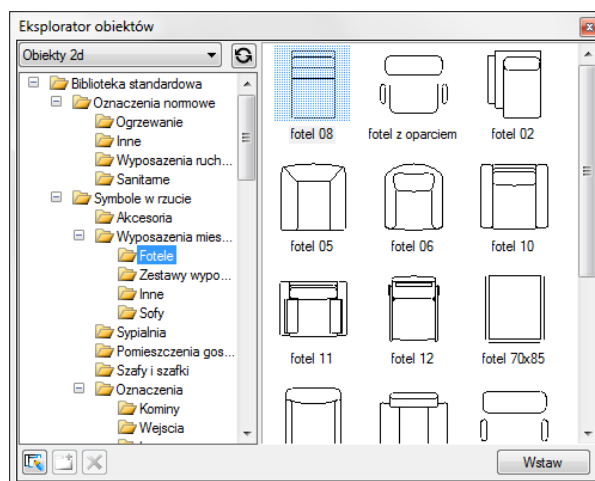 Eksplorator obiektów
Obiekty 2d
Biblioteka standardowa
Oznaczenia normowe
Ogrzewanie
Inne
Wyposażenia ruch...
Sanitarne
Symbole w rzucie
Akcesoria
Wyposażenia mies...
Fotele
Zestawy wypo...
Inne
Sofy
Sypialnia
Pomieszczenia gos...
Szafy i szafki
Oznaczenia
Kominy
Wejscia
fotel 08 fotel z oparciem fotel 02
fotel 05 fotel 06 fotel 10
fotel 11 fotel 12 fotel 70x85
Wstaw